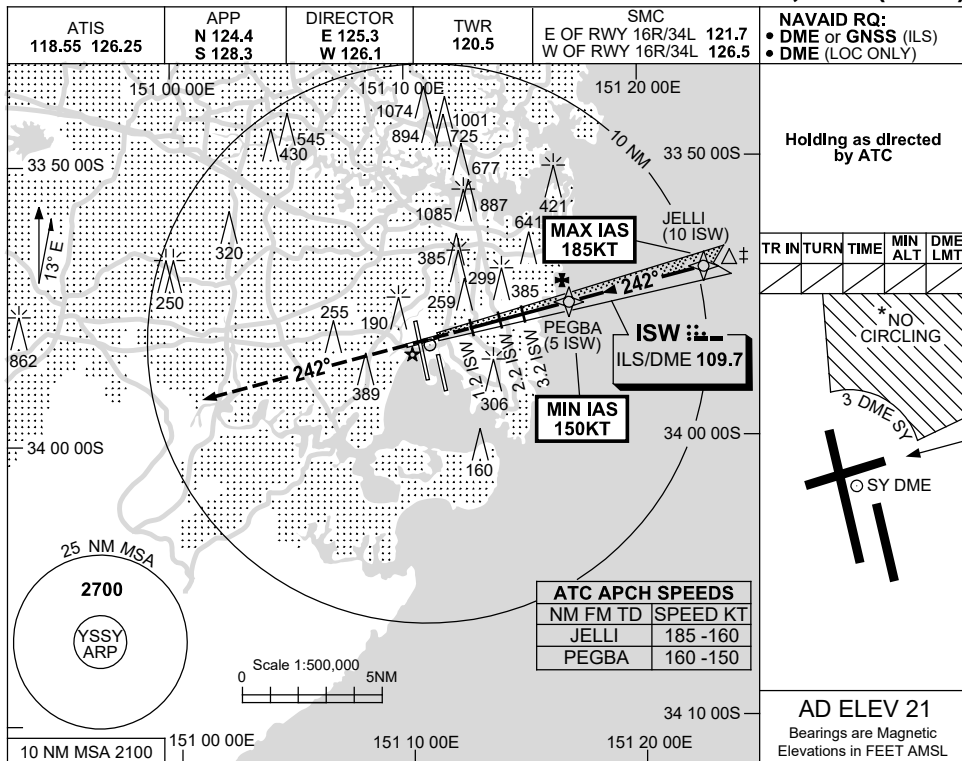 ATIS
118.55 126.25
APP
N 124.4
S 128.3
DIRECTOR
E 125.3
W 126.1
TWR
120.5
SMC
E OF RWY 16R/34L 121.7
W OF RWY 16R/34L 126.5
NAVAID RQ:
• DME or GNSS (ILS)
• DME (LOC ONLY)
151 00 00E
151 10 00E
151 20 00E
1074
1001
894
725
545
430
677
10 NM
33 50 00S
33 50 00S
Holding as directed
by ATC
1085
887
421
641
JELLI
(10 ISW)
MAX IAS
185KT
‡
TR IN
TURN
TIME
MIN
ALT
DME
LMT
13° E
320
385
299
385
242°
250
259
255
190
PEGBA
(5 ISW)
ISW
ILS/DME 109.7
*NO
CIRCLING
862
242°
389
1.2 ISW
2.2 ISW
3.2 ISW
306
MIN IAS
150KT
3 DME SY
34 00 00S
34 00 00S
160
SY DME
25 NM MSA
2700
YSSY
ARP
ATC APCH SPEEDS
NM FM TD
SPEED KT
JELLI
185 -160
PEGBA
160 -150
Scale 1:500,000
0
5NM
34 10 00S
10 NM MSA 2100
151 00 00E
151 10 00E
151 20 00E
AD ELEV 21
Bearings are Magnetic
Elevations in FEET AMSL